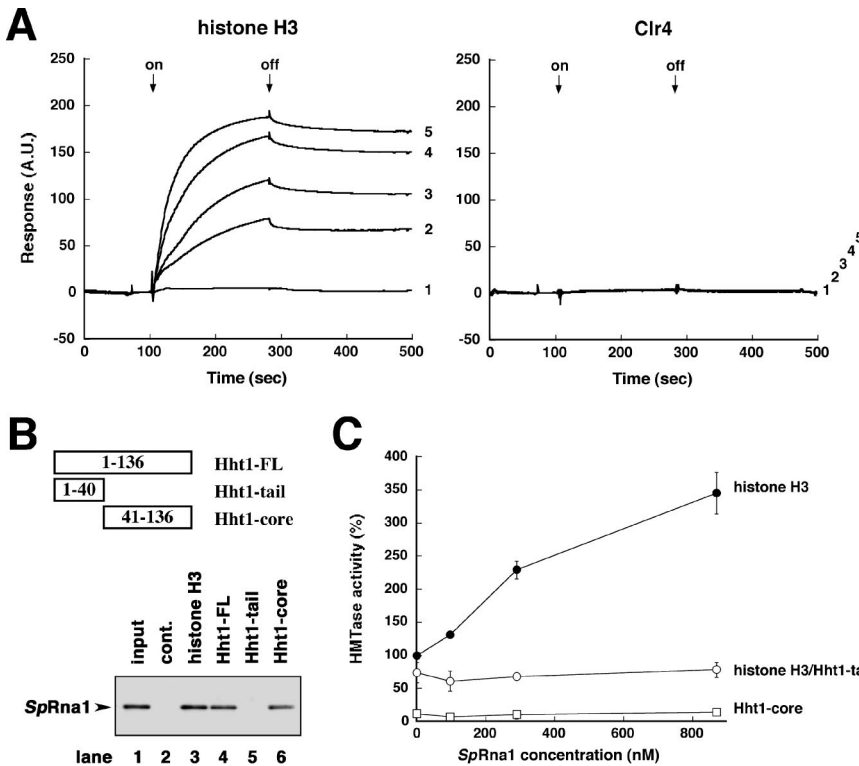 A
histone H3
Clr4
on
off
on
off
250
200
150
100
50
0
-50
Response (A.U.)
5
4
3
2
1
0
100
200
300
400
500
Time (sec)
250
200
150
100
50
0
-50
5
4
3
2
1
0
100
200
300
400
500
Time (sec)
B
1-136
Hht1-FL
1-40
Hht1-tail
41-136
Hht1-core
input
cont.
histone H3
Hht1-FL
Hht1-tail
Hht1-core
SpRna1
lane 1 2 3 4 5 6
C
400
350
300
250
200
150
100
50
0
HMTase activity (%)
histone H3
histone H3/Hht1-ta
Hht1-core
0
200
400
600
800
SpRna1 concentration (nM)